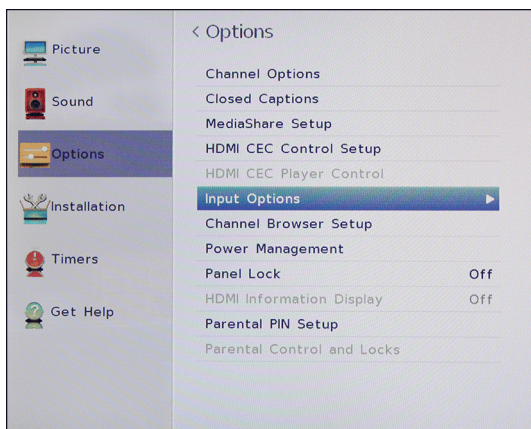 Picture
Sound
Options
Installation
Timers
Get Help
< Options
Channel Options
Closed Captions
MediaShare Setup
HDMI CEC Control Setup
HDMI CEC Player Control
Input Options
Channel Browser Setup
Power Management
Panel Lock Off
HDMI Information Display Off
Parental PIN Setup
Parental Control and Locks